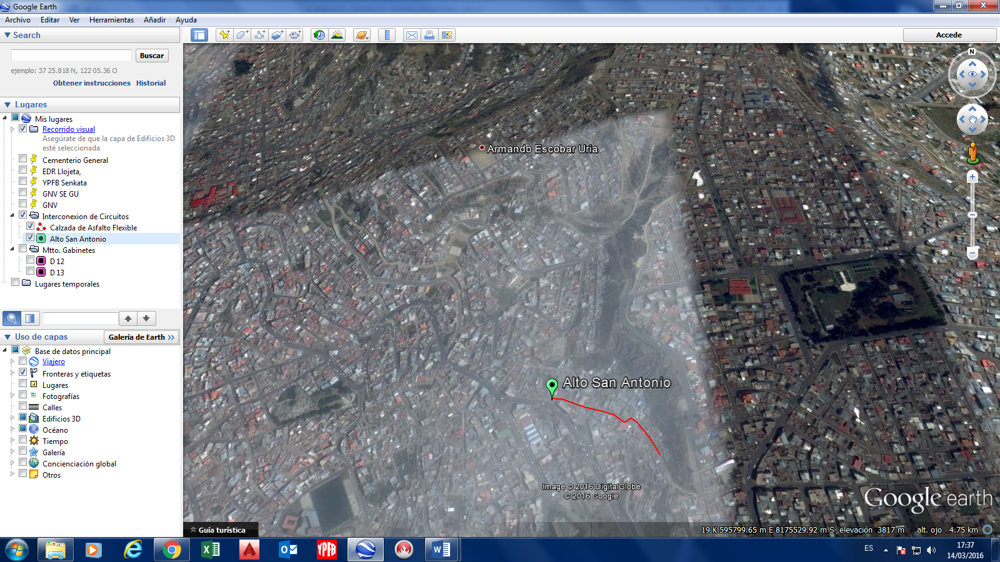 Google Earth
Archivo Editar Ver Herramientas Añadir Ayuda
Search
Buscar
ejemplo: 37 25.818 N, 122 05.36 O
Obtener instrucciones Historial
Lugares
Mis lugares
Recorrido visual
Asegúrate de que la capa de Edificios 3D
esté seleccionada
Cementerio General
EDR Llojeta,
YPFB Senkata
GNV SE GU
GNV
Interconexion de Circuitos
Calzada de Asfalto Flexible
Alto San Antonio
Mtto. Gabinetes
D 12
D 13
Lugares temporales
Uso de capas
Galería de Earth >>
Base de datos principal
Viajero
Fronteras y etiquetas
Lugares
Fotografías
Calles
Edificios 3D
Océano
Tiempo
Galería
Concienciación global
Otros
Accede
N
Armando Escobar Uria
Alto San Antonio
Image © 2016 DigitalGlobe
© 2016 Google
Google earth
Guía turística
19 K 595799.65 m E 8175529.92 m S elevación 3817 m alt. ojo 4.75 km
YPFB
ES
17:37
14/03/2016